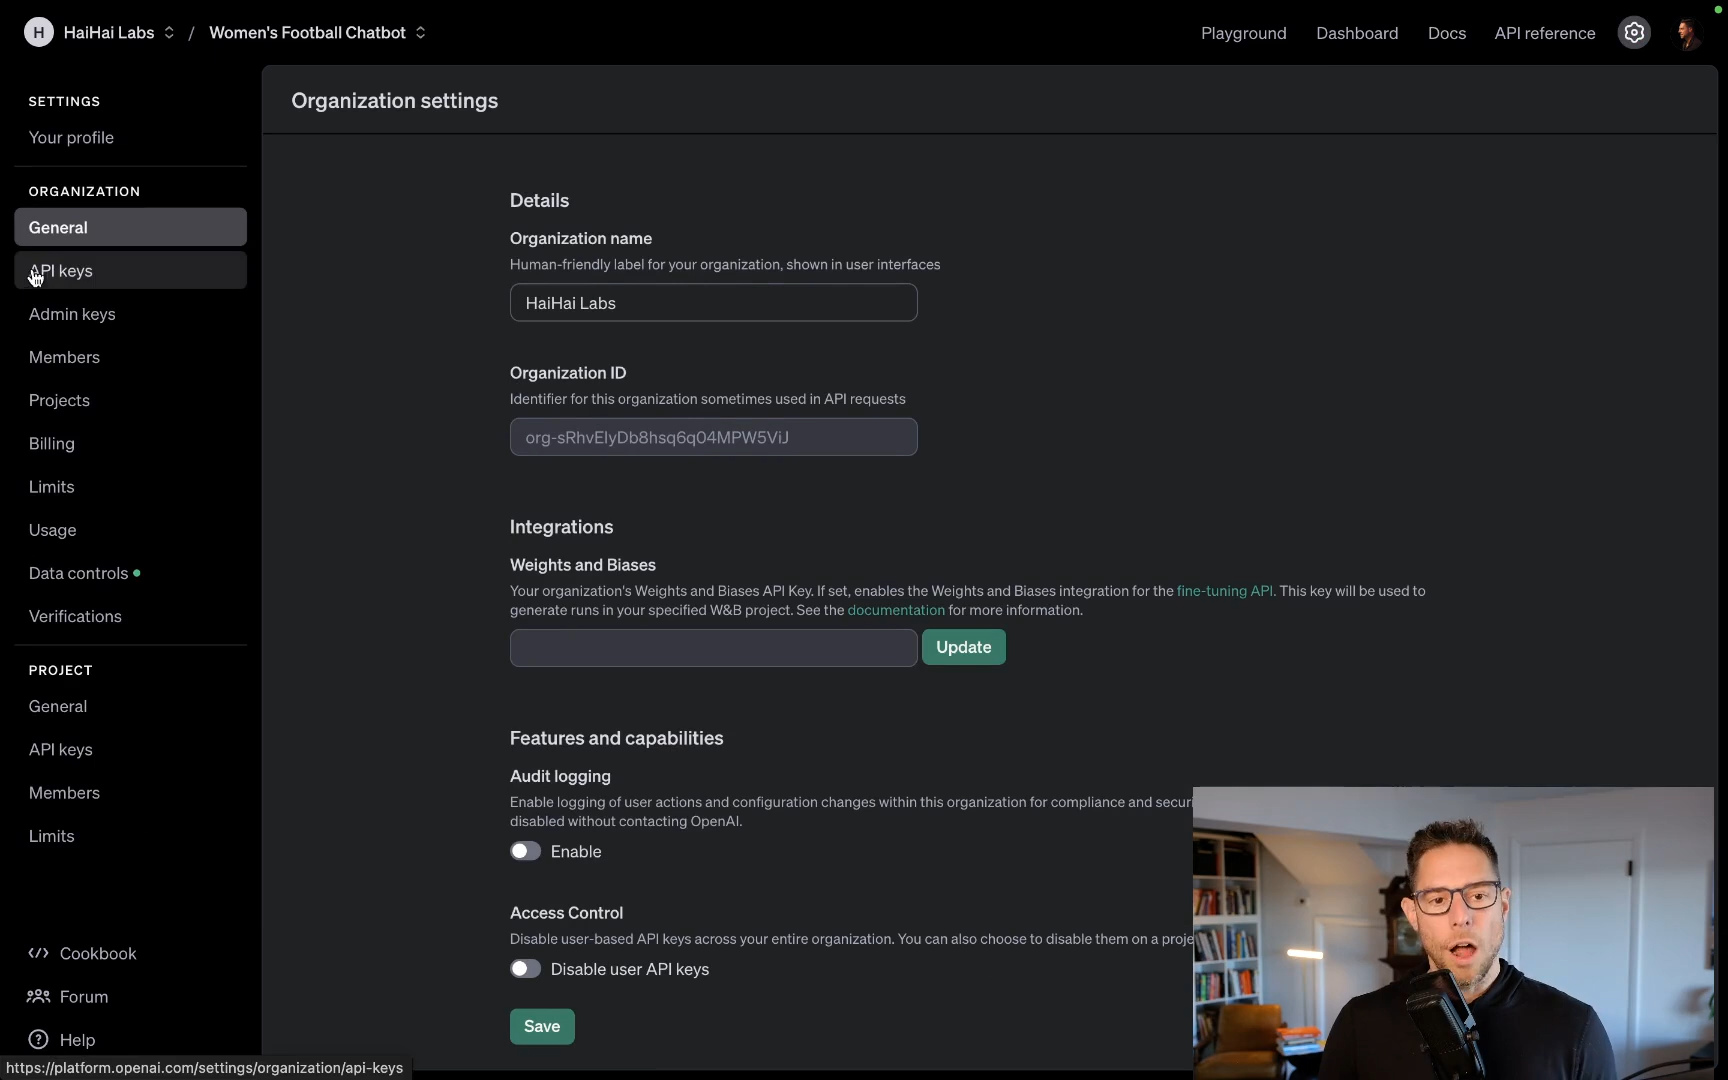 H HaiHai Labs / Women's Football Chatbot
Playground Dashboard Docs API reference
SETTINGS
Your profile
ORGANIZATION
General
API keys
Admin keys
Members
Projects
Billing
Limits
Usage
Data controls
Verifications
PROJECT
General
API keys
Members
Limits
Cookbook
Forum
Help
https://platform.openai.com/settings/organization/api-keys
Organization settings
Details
Organization name
Human-friendly label for your organization, shown in user interfaces
HaiHai Labs
Organization ID
Identifier for this organization sometimes used in API requests
org-sRhvElyDb8hsq6q04MPW5ViJ
Integrations
Weights and Biases
Your organization's Weights and Biases API Key. If set, enables the Weights and Biases integration for the fine-tuning API. This key will be used to
generate runs in your specified W&B project. See the documentation for more information.
Update
Features and capabilities
Audit logging
Enable logging of user actions and configuration changes within this organization for compliance and securi
disabled without contacting OpenAI.
Enable
Access Control
Disable user-based API keys across your entire organization. You can also choose to disable them on a proje
Disable user API keys
Save